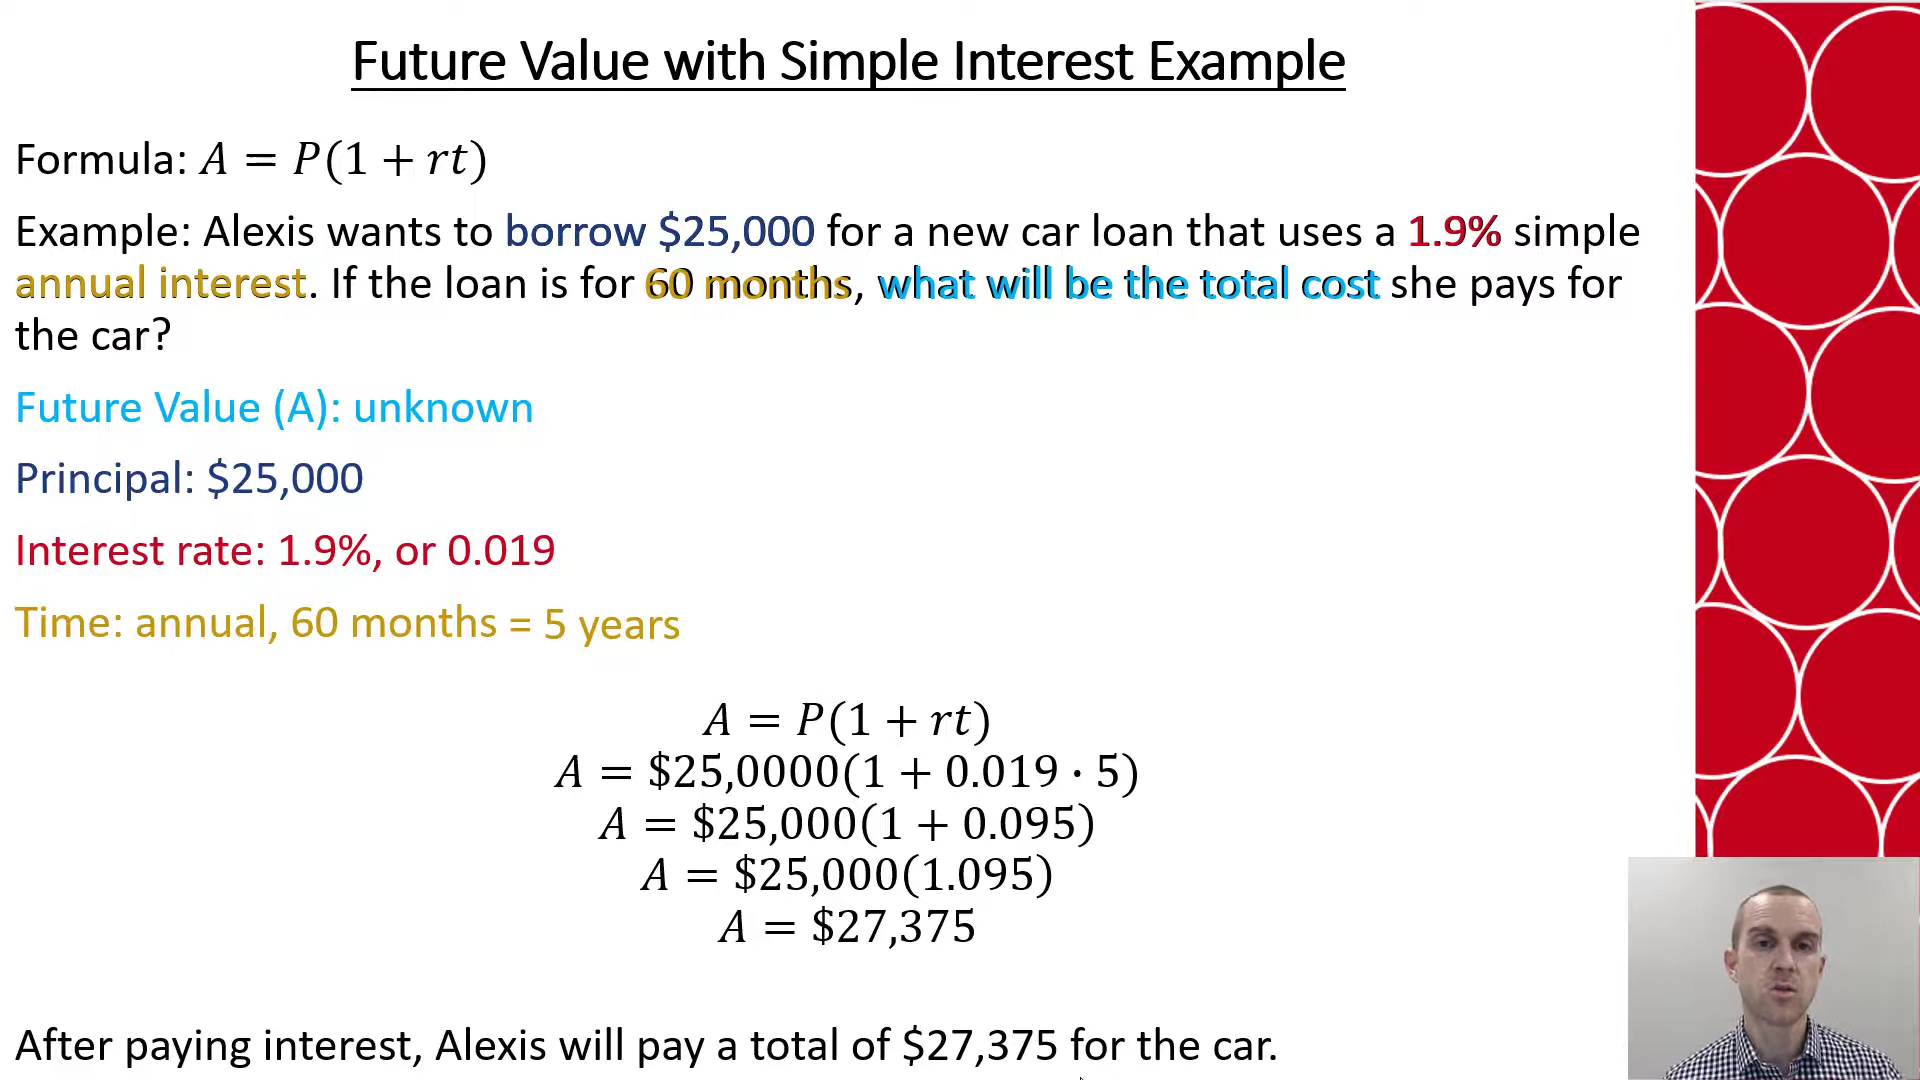 Future Value with Simple Interest Example
Formula: A = P(1 + rt)
Example: Alexis wants to borrow $25,000 for a new car loan that uses a 1.9% simple
annual interest. If the loan is for 60 months, what will be the total cost she pays for
the car?
Future Value (A): unknown
Principal: $25,000
Interest rate: 1.9%, or 0.019
Time: annual, 60 months = 5 years
A = P(1 + rt)
A = $25,0000(1 + 0.019 · 5)
A = $25,000(1 + 0.095)
A = $25,000(1.095)
A = $27,375
After paying interest, Alexis will pay a total of $27,375 for the car.